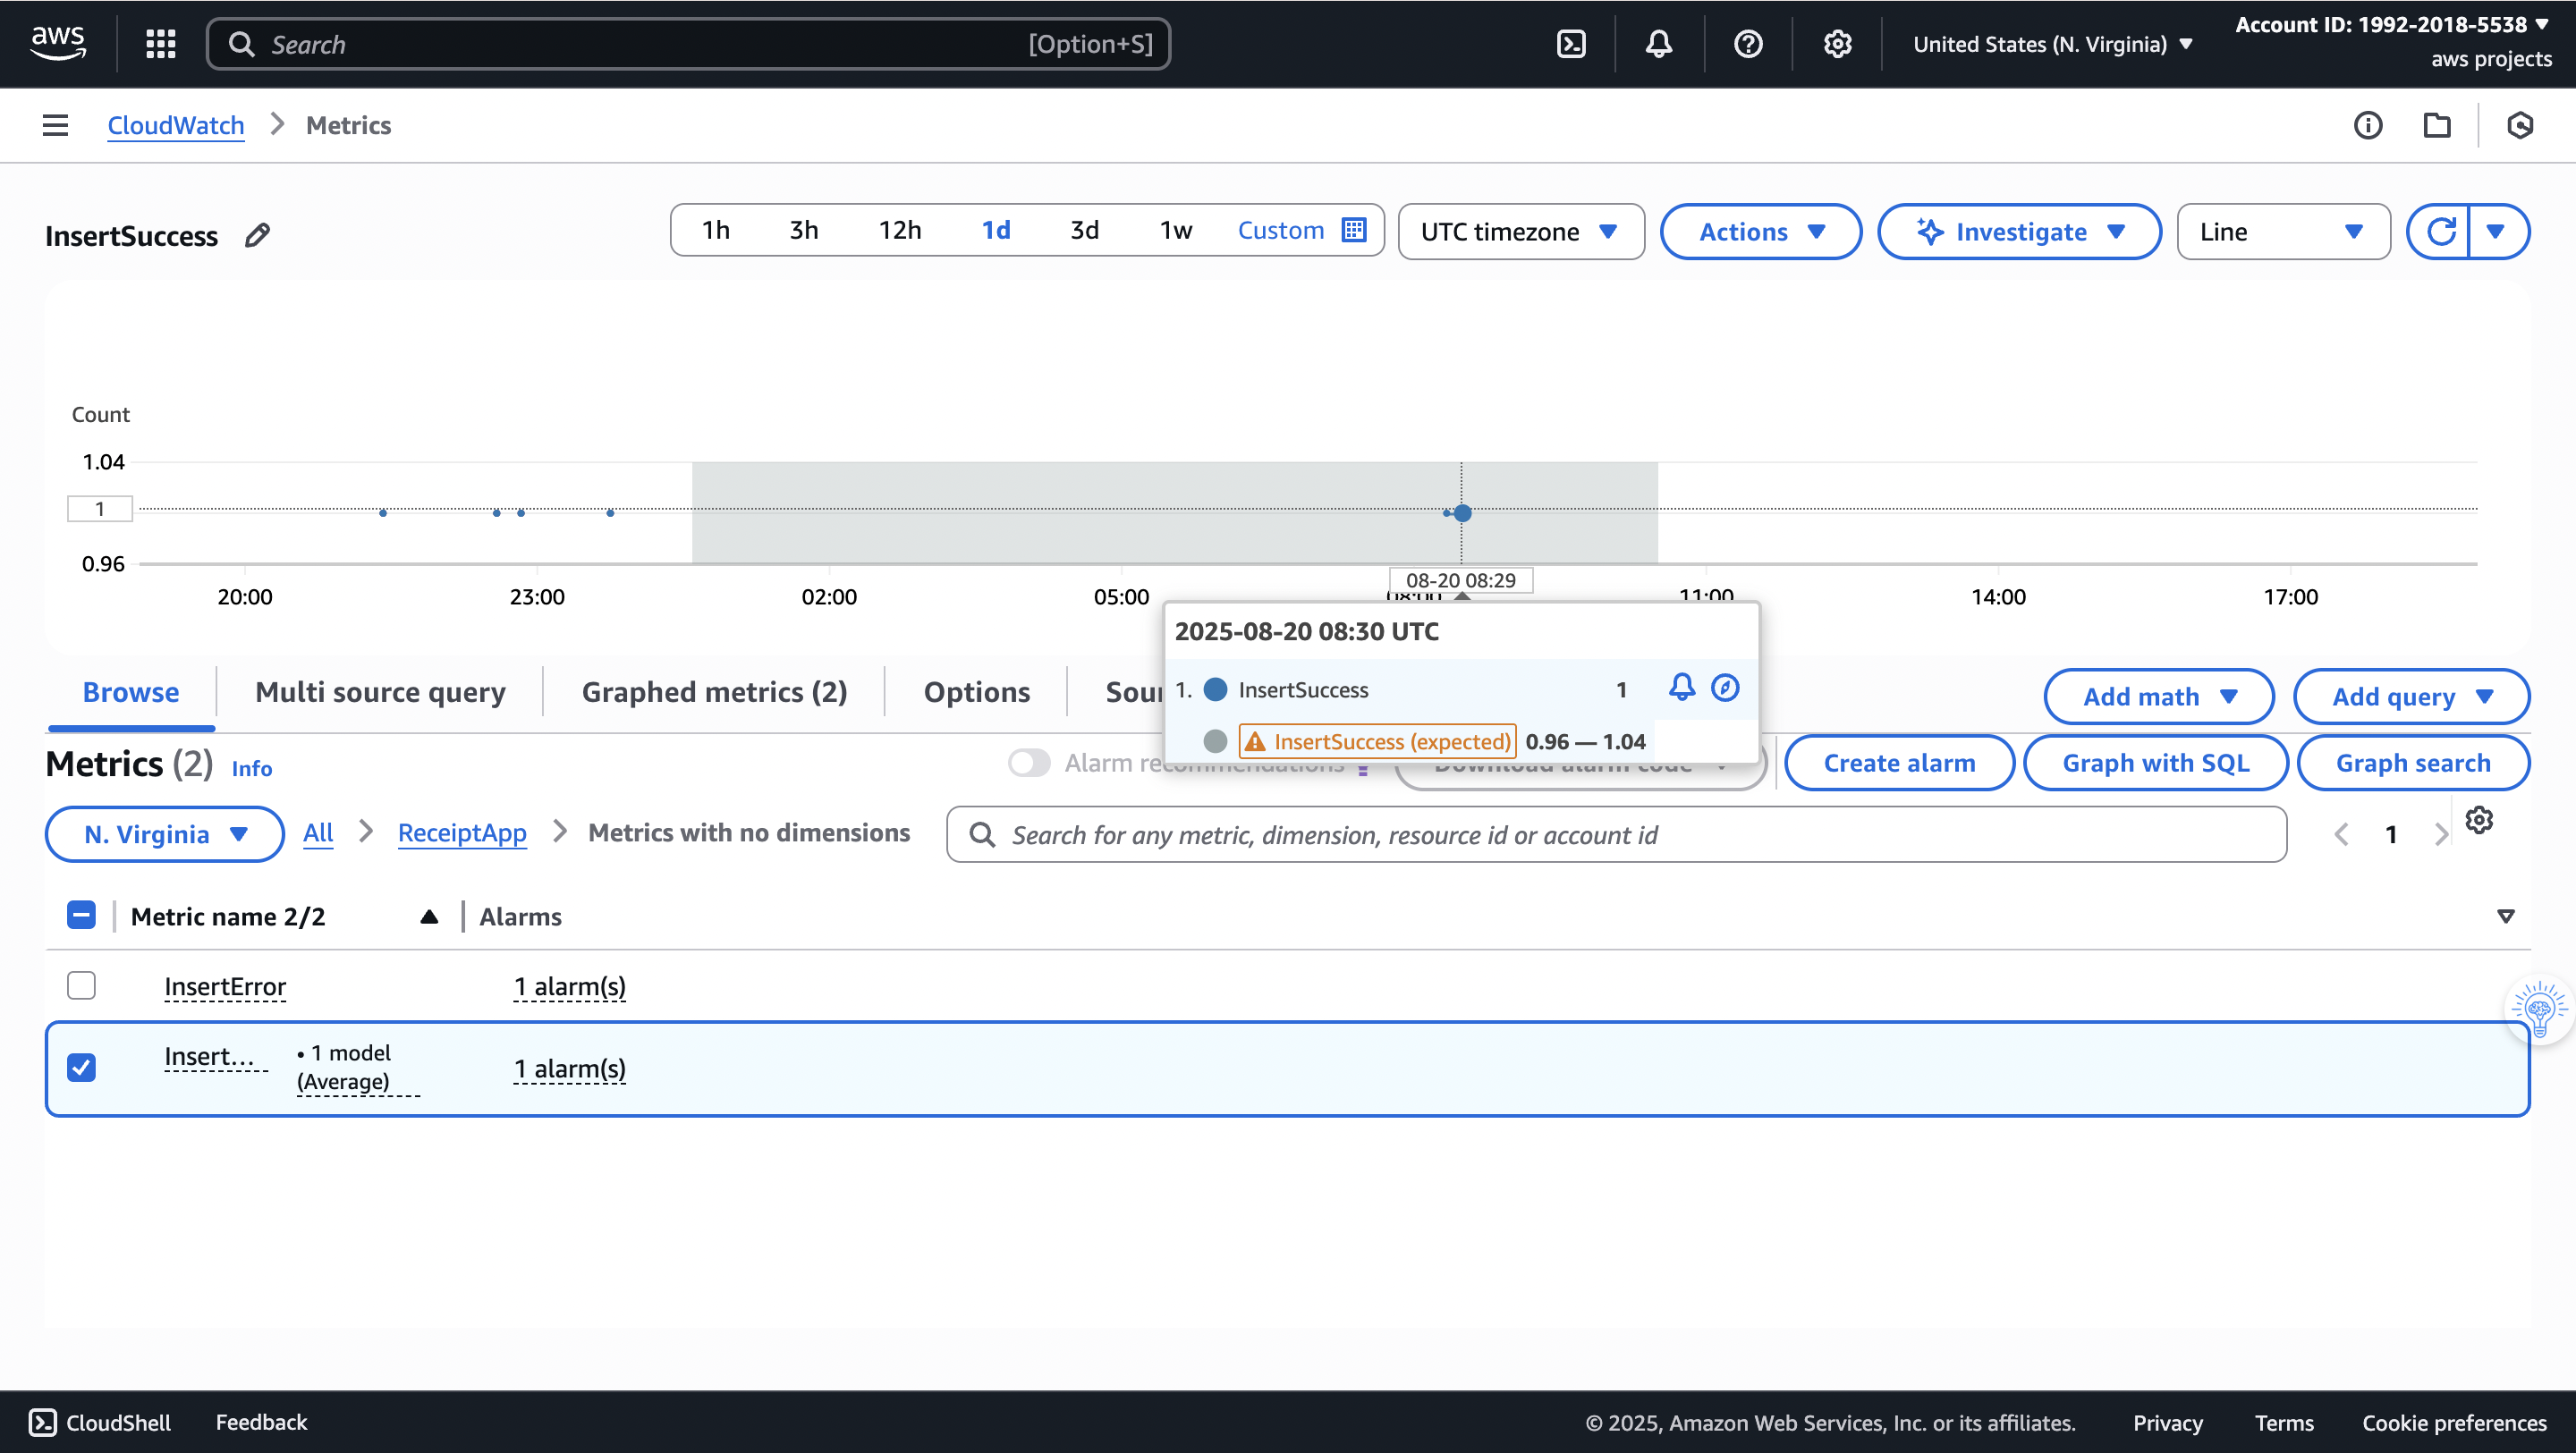 aws
Search
[Option+S]
United States (N. Virginia)
Account ID: 1992-2018-5538
aws projects
CloudWatch
Metrics
InsertSuccess
1h
3h
12h
1d
3d
1w
Custom
UTC timezone
Actions
Investigate
Line
Count
1.04
1
0.96
20:00
23:00
02:00
05:00
08:00
11:00
14:00
17:00
08-20 08:29
2025-08-20 08:30 UTC
1. InsertSuccess 1
InsertSuccess (expected) 0.96 — 1.04
Browse
Multi source query
Graphed metrics (2)
Options
Add math
Add query
Metrics (2) Info
Alarm recommendations
Download alarm code
Create alarm
Graph with SQL
Graph search
N. Virginia
All
ReceiptApp
Metrics with no dimensions
Search for any metric, dimension, resource id or account id
1
Metric name 2/2
Alarms
InsertError
1 alarm(s)
Insert...
• 1 model
(Average)
1 alarm(s)
CloudShell
Feedback
© 2025, Amazon Web Services, Inc. or its affiliates.
Privacy
Terms
Cookie preferences